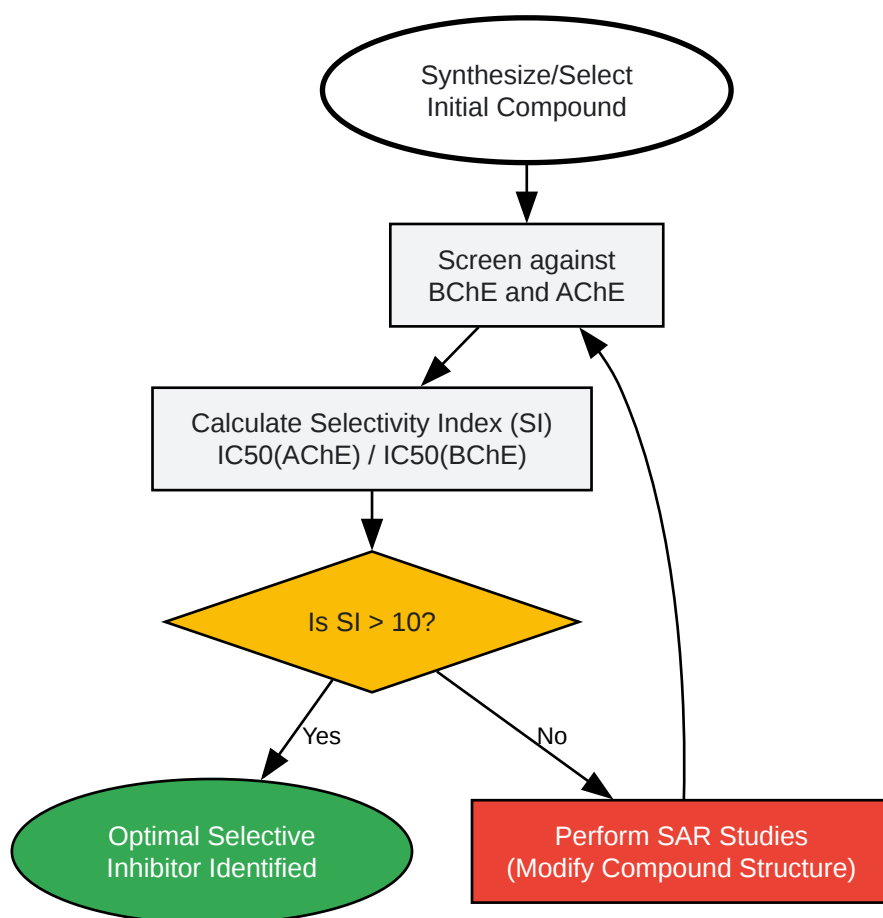 Synthesize/Select
Initial Compound
Screen against
BChE and AChE
Calculate Selectivity Index (SI)
IC50(AChE) / IC50(BChE)
Is SI > 10?
Yes
No
Optimal Selective
Inhibitor Identified
Perform SAR Studies
(Modify Compound Structure)